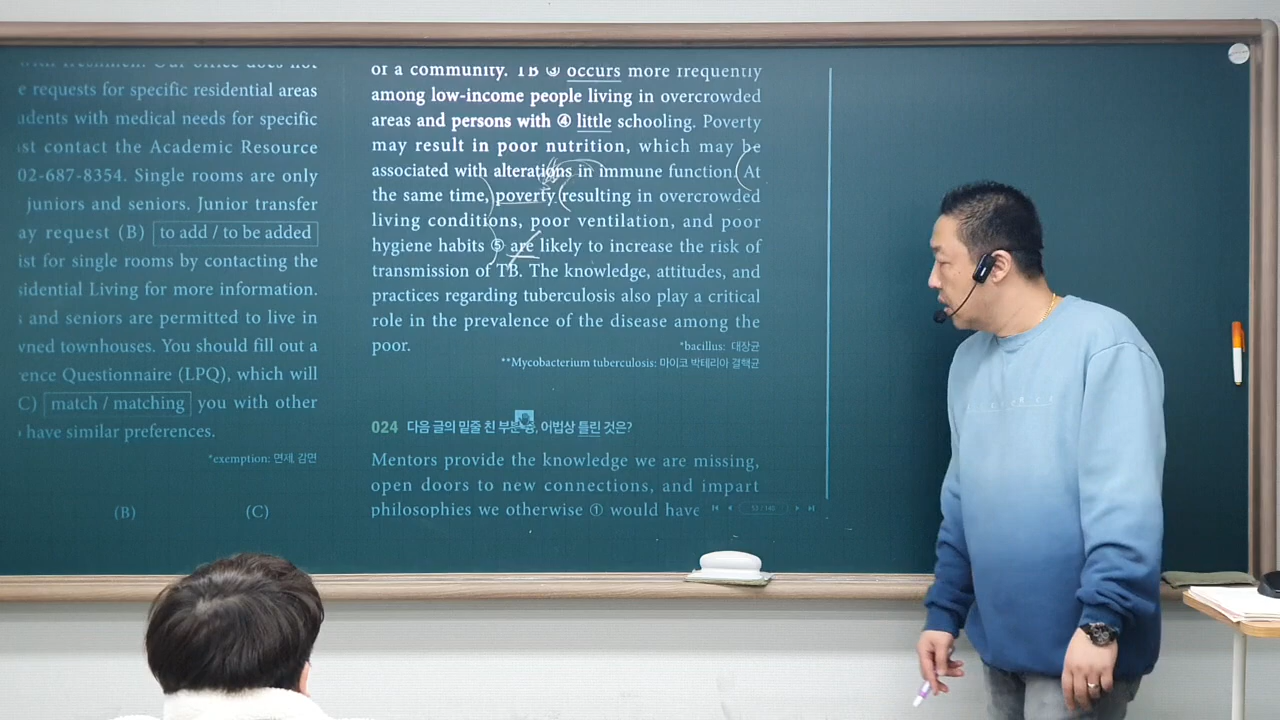 e requests for specific residential areas
udents with medical needs for specific
st contact the Academic Resource
02-687-8354. Single rooms are only
juniors and seniors. Junior transfer
ay request (B) to add / to be added
ist for single rooms by contacting the
sidential Living for more information.
s and seniors are permitted to live in
wned townhouses. You should fill out a
ence Questionnaire (LPQ), which will
C) match / matching you with other
have similar preferences.
*exemption: 면제, 감면
(B) (C)
of a community. TB ③ occurs more frequently
among low-income people living in overcrowded
areas and persons with ④ little schooling. Poverty
may result in poor nutrition, which may be
associated with alterations in immune function. At
the same time, poverty resulting in overcrowded
living conditions, poor ventilation, and poor
hygiene habits ⑤ are likely to increase the risk of
transmission of TB. The knowledge, attitudes, and
practices regarding tuberculosis also play a critical
role in the prevalence of the disease among the
poor.
*bacillus: 대장균
**Mycobacterium tuberculosis: 마이코 박테리아 결핵균
024 다음 글의 밑줄 친 부분 중, 어법상 틀린 것은?
Mentors provide the knowledge we are missing,
open doors to new connections, and impart
philosophies we otherwise ① would have